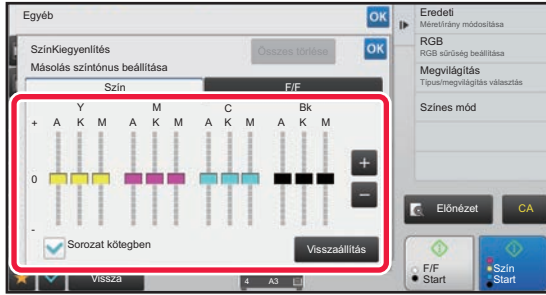 Egyéb
OK
SzínKiegyenlítés
Összes törlése
OK
Másolás színtónus beállítása
Szín
F/F
Y M C Bk
+ A K M A K M A K M A K M
+
0
-
-
Sorozat kötegben
Visszaállítás
Vissza
4 A3
Eredeti
Méret/irány módosítása
RGB
RGB sűrűség beállítása
Megvilágítás
Típus/megvilágítás választás
Színes mód
Előnézet
CA
F/F
Start
Szín
Start